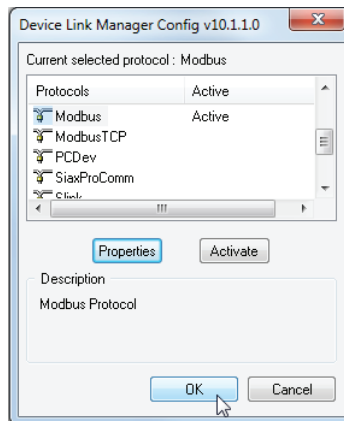 Device Link Manager Config v10.1.1.0
Current selected protocol : Modbus
Protocols Active
Modbus Active
ModbusTCP
PCDev
SiaxProComm
Slink
Properties Activate
Description
Modbus Protocol
OK Cancel